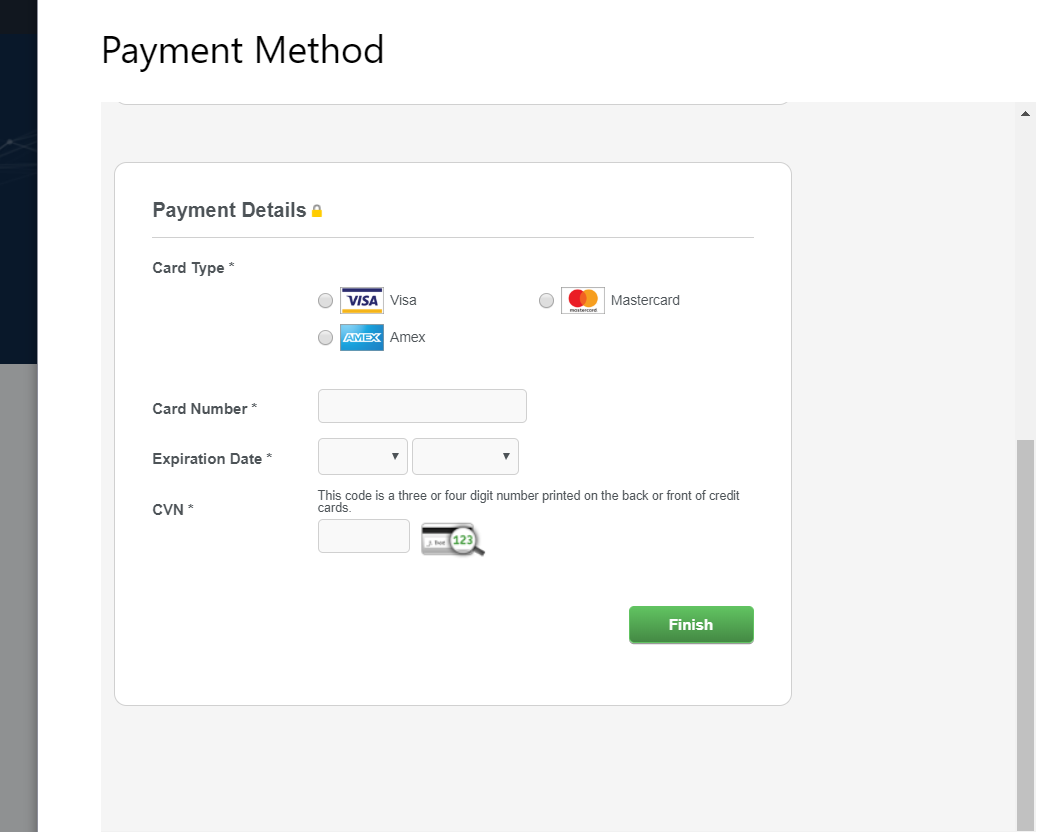 Payment Method
Payment Details
Card Type *
VISA Visa
mastercard Mastercard
AMEX Amex
Card Number *
Expiration Date *
This code is a three or four digit number printed on the back or front of credit
cards.
CVN *
J. Doe 123
Finish